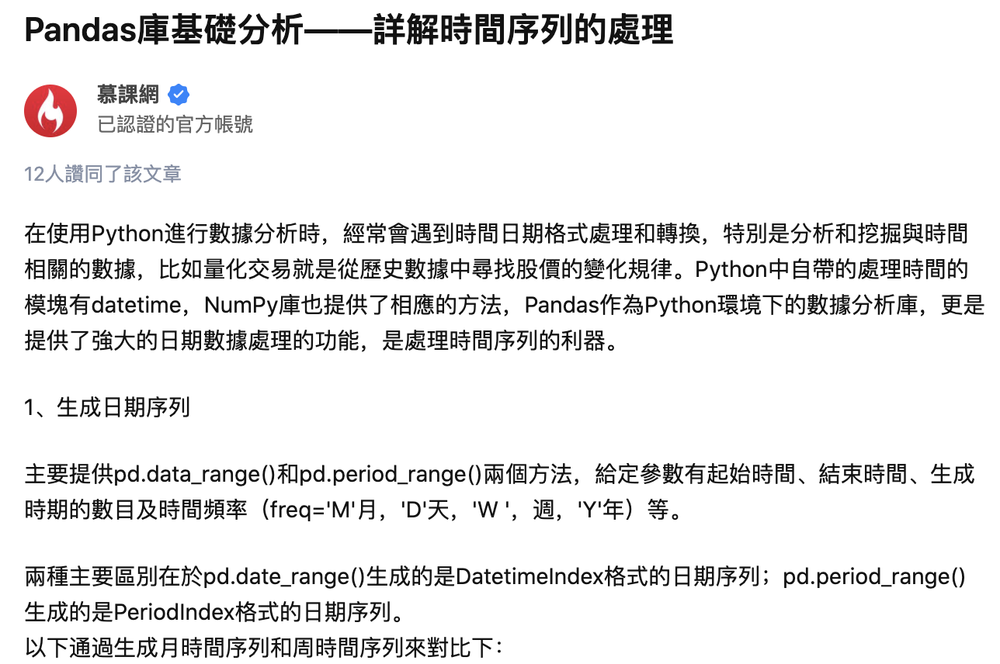 Pandas庫基礎分析——詳解時間序列的處理
慕課網
已認證的官方帳號
12人讚同了該文章
在使用Python進行數據分析時，經常會遇到時間日期格式處理和轉換，特別是分析和挖掘與時間
相關的數據，比如量化交易就是從歷史數據中尋找股價的變化規律。Python中自帶的處理時間的
模塊有datetime，NumPy庫也提供了相應的方法，Pandas作為Python環境下的數據分析庫，更是
提供了強大的日期數據處理的功能，是處理時間序列的利器。
1、生成日期序列
主要提供pd.data_range()和pd.period_range()兩個方法，給定參數有起始時間、結束時間、生成
時期的數目及時間頻率（freq='M'月，'D'天，'W '，週，'Y'年）等。
兩種主要區別在於pd.date_range()生成的是DatetimeIndex格式的日期序列；pd.period_range()
生成的是PeriodIndex格式的日期序列。
以下通過生成月時間序列和周時間序列來對比下：